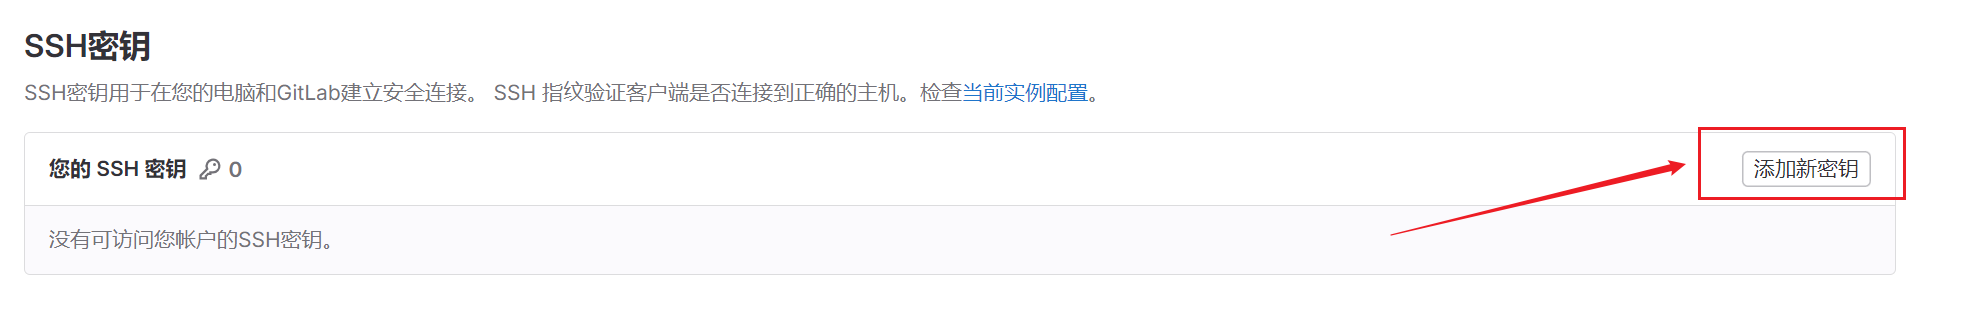 SSH密钥
SSH密钥用于在您的电脑和GitLab建立安全连接。 SSH 指纹验证客户端是否连接到正确的主机。检查当前实例配置。
您的 SSH 密钥 0
添加新密钥
没有可访问您帐户的SSH密钥。